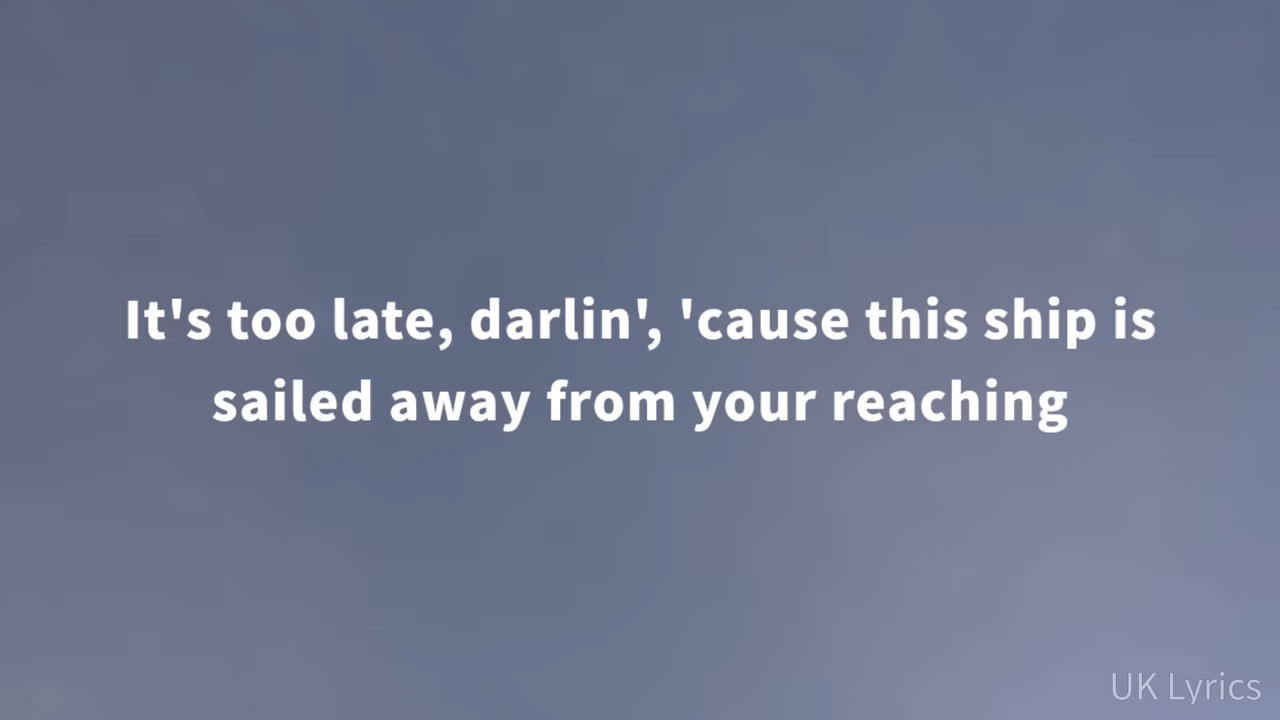 It's too late, darlin', 'cause this ship is
sailed away from your reaching
UK Lyrics